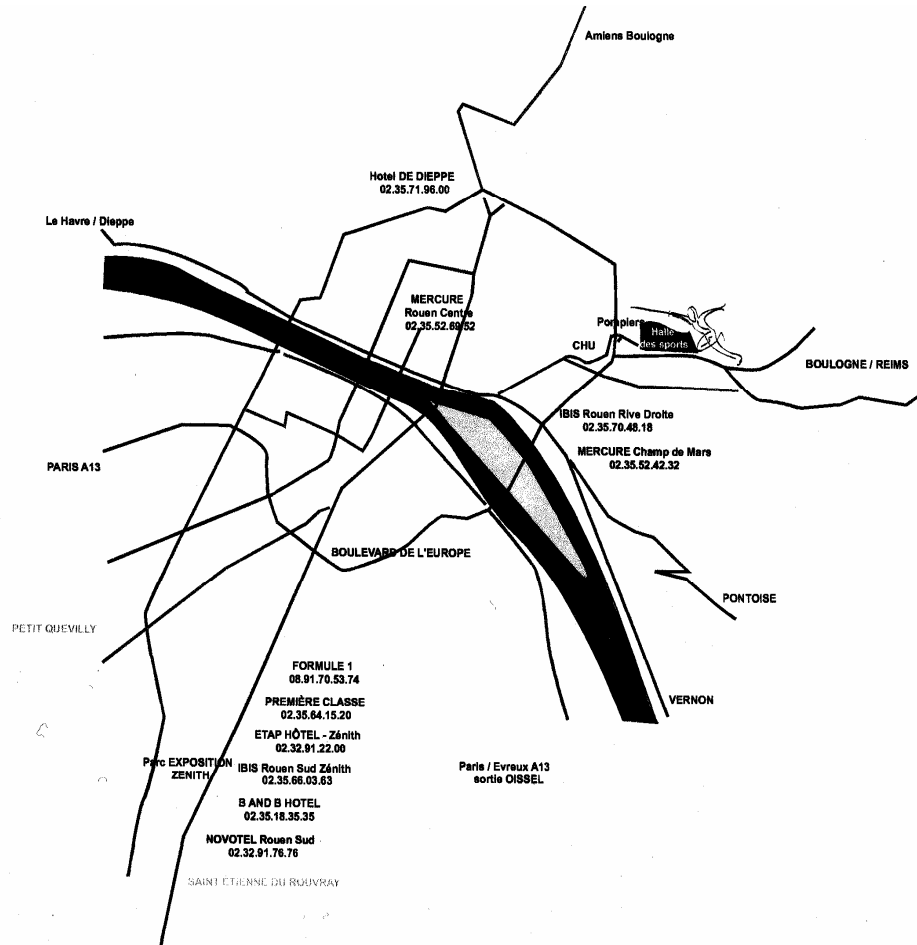 Amiens Boulogne
Hotel DE DIEPPE
02.35.71.96.00
Le Havre / Dieppe
MERCURE
Rouen Centre
02.35.52.69.52
Pompiers
Halle
des sports
CHU
BOULOGNE / REIMS
IBIS Rouen Rive Droite
02.35.70.48.18
MERCURE Champ de Mars
02.35.52.42.32
PARIS A13
BOULEVARD DE L'EUROPE
PONTOISE
PETIT QUEVILLY
FORMULE 1
08.91.70.53.74
PREMIÈRE CLASSE
02.35.64.15.20
VERNON
ETAP HÔTEL - Zénith
02.32.91.22.00
Parc EXPOSITION
ZENITH
IBIS Rouen Sud Zénith
02.35.66.03.63
Paris / Evreux A13
sortie OISSEL
B AND B HOTEL
02.35.18.35.35
NOVOTEL Rouen Sud
02.32.91.76.76
SAINT ETIENNE DU ROUVRAY